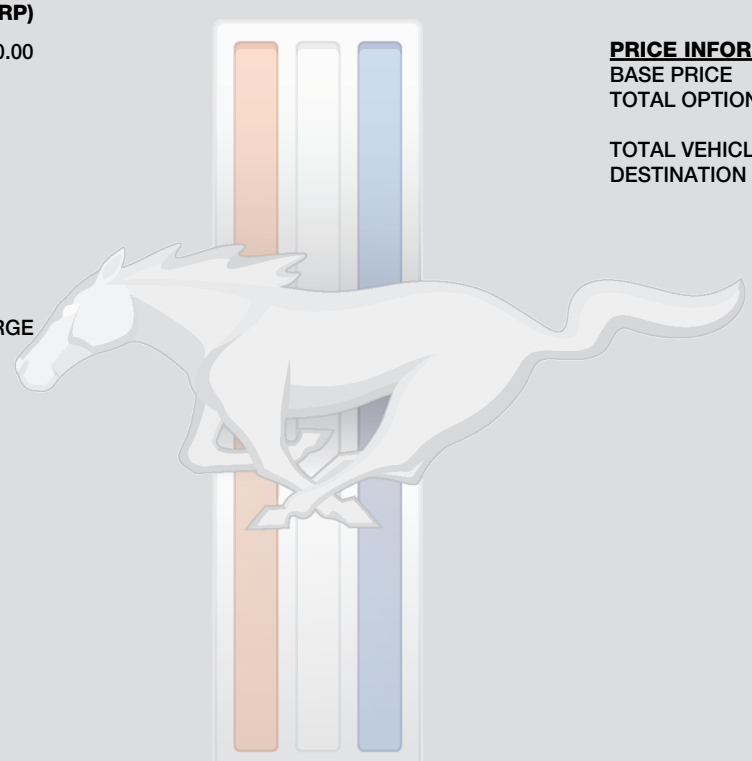 RP)
0.00
RGE
PRICE INFOR
BASE PRICE
TOTAL OPTION
TOTAL VEHICL
DESTINATION